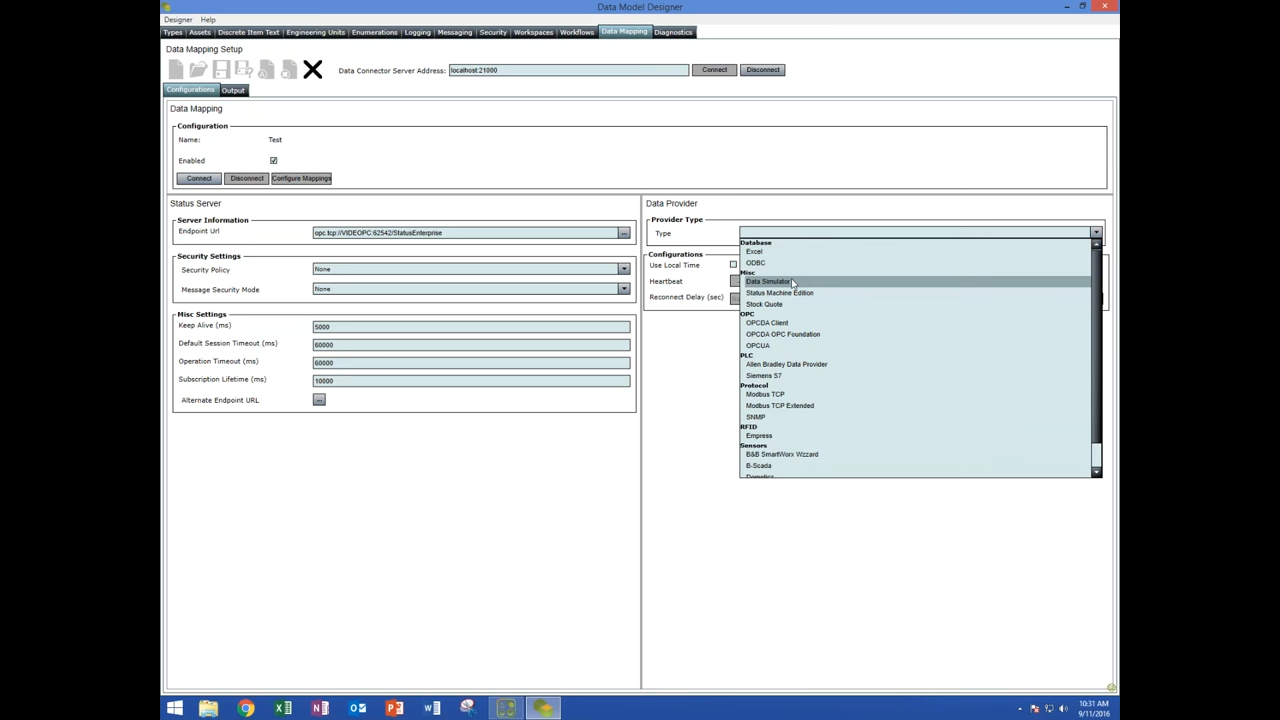 Data Model Designer
Designer Help
Types Assets Discrete Item Text Engineering Units Enumerations Logging Messaging Security Workspaces Workflows Data Mapping Diagnostics
Data Mapping Setup
Data Connector Server Address: localhost:21000 Connect Disconnect
Configurations Output
Data Mapping
Configuration
Name: Test
Enabled
Connect Disconnect Configure Mappings
Status Server
Server Information
Endpoint Url opc.tcp://VIDEOPC:62542/StatusEnterprise ...
Security Settings
Security Policy None
Message Security Mode None
Misc Settings
Keep Alive (ms) 5000
Default Session Timeout (ms) 60000
Operation Timeout (ms) 60000
Subscription Lifetime (ms) 10000
Alternate Endpoint URL ...
Data Provider
Provider Type
Type
Configurations
Use Local Time
Heartbeat
Reconnect Delay (sec)
Database
Excel
ODBC
Misc
Data Simulator
Status Machine Edition
Stock Quote
OPC
OPCDA Client
OPCDA OPC Foundation
OPCUA
PLC
Allen Bradley Data Provider
Siemens S7
Protocol
Modbus TCP
Modbus TCP Extended
SNMP
RFID
Empress
Sensors
B&B SmartWorx Wzzard
B-Scada
10:31 AM
9/11/2016